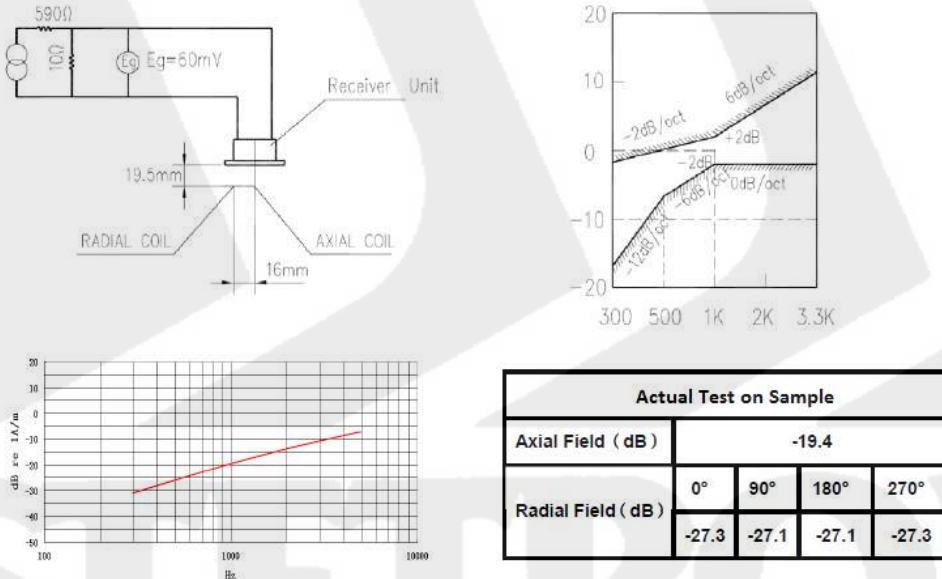 590Ω
10Ω
Eg
Eg=60mV
Receiver Unit
19.5mm
RADIAL COIL
AXIAL COIL
16mm
20
10
0
-10
-20
-2dB/oct
6dB/oct
+2dB
-2dB
-6dB/oct
0dB/oct
-12dB/oct
300 500 1K 2K 3.3K
dB re 1A/m
20
10
0
-10
-20
-30
-40
-50
100 1000 10000
Hz
Actual Test on Sample
Axial Field ( dB ) -19.4
Radial Field ( dB )
0° 90° 180° 270°
-27.3 -27.1 -27.1 -27.3